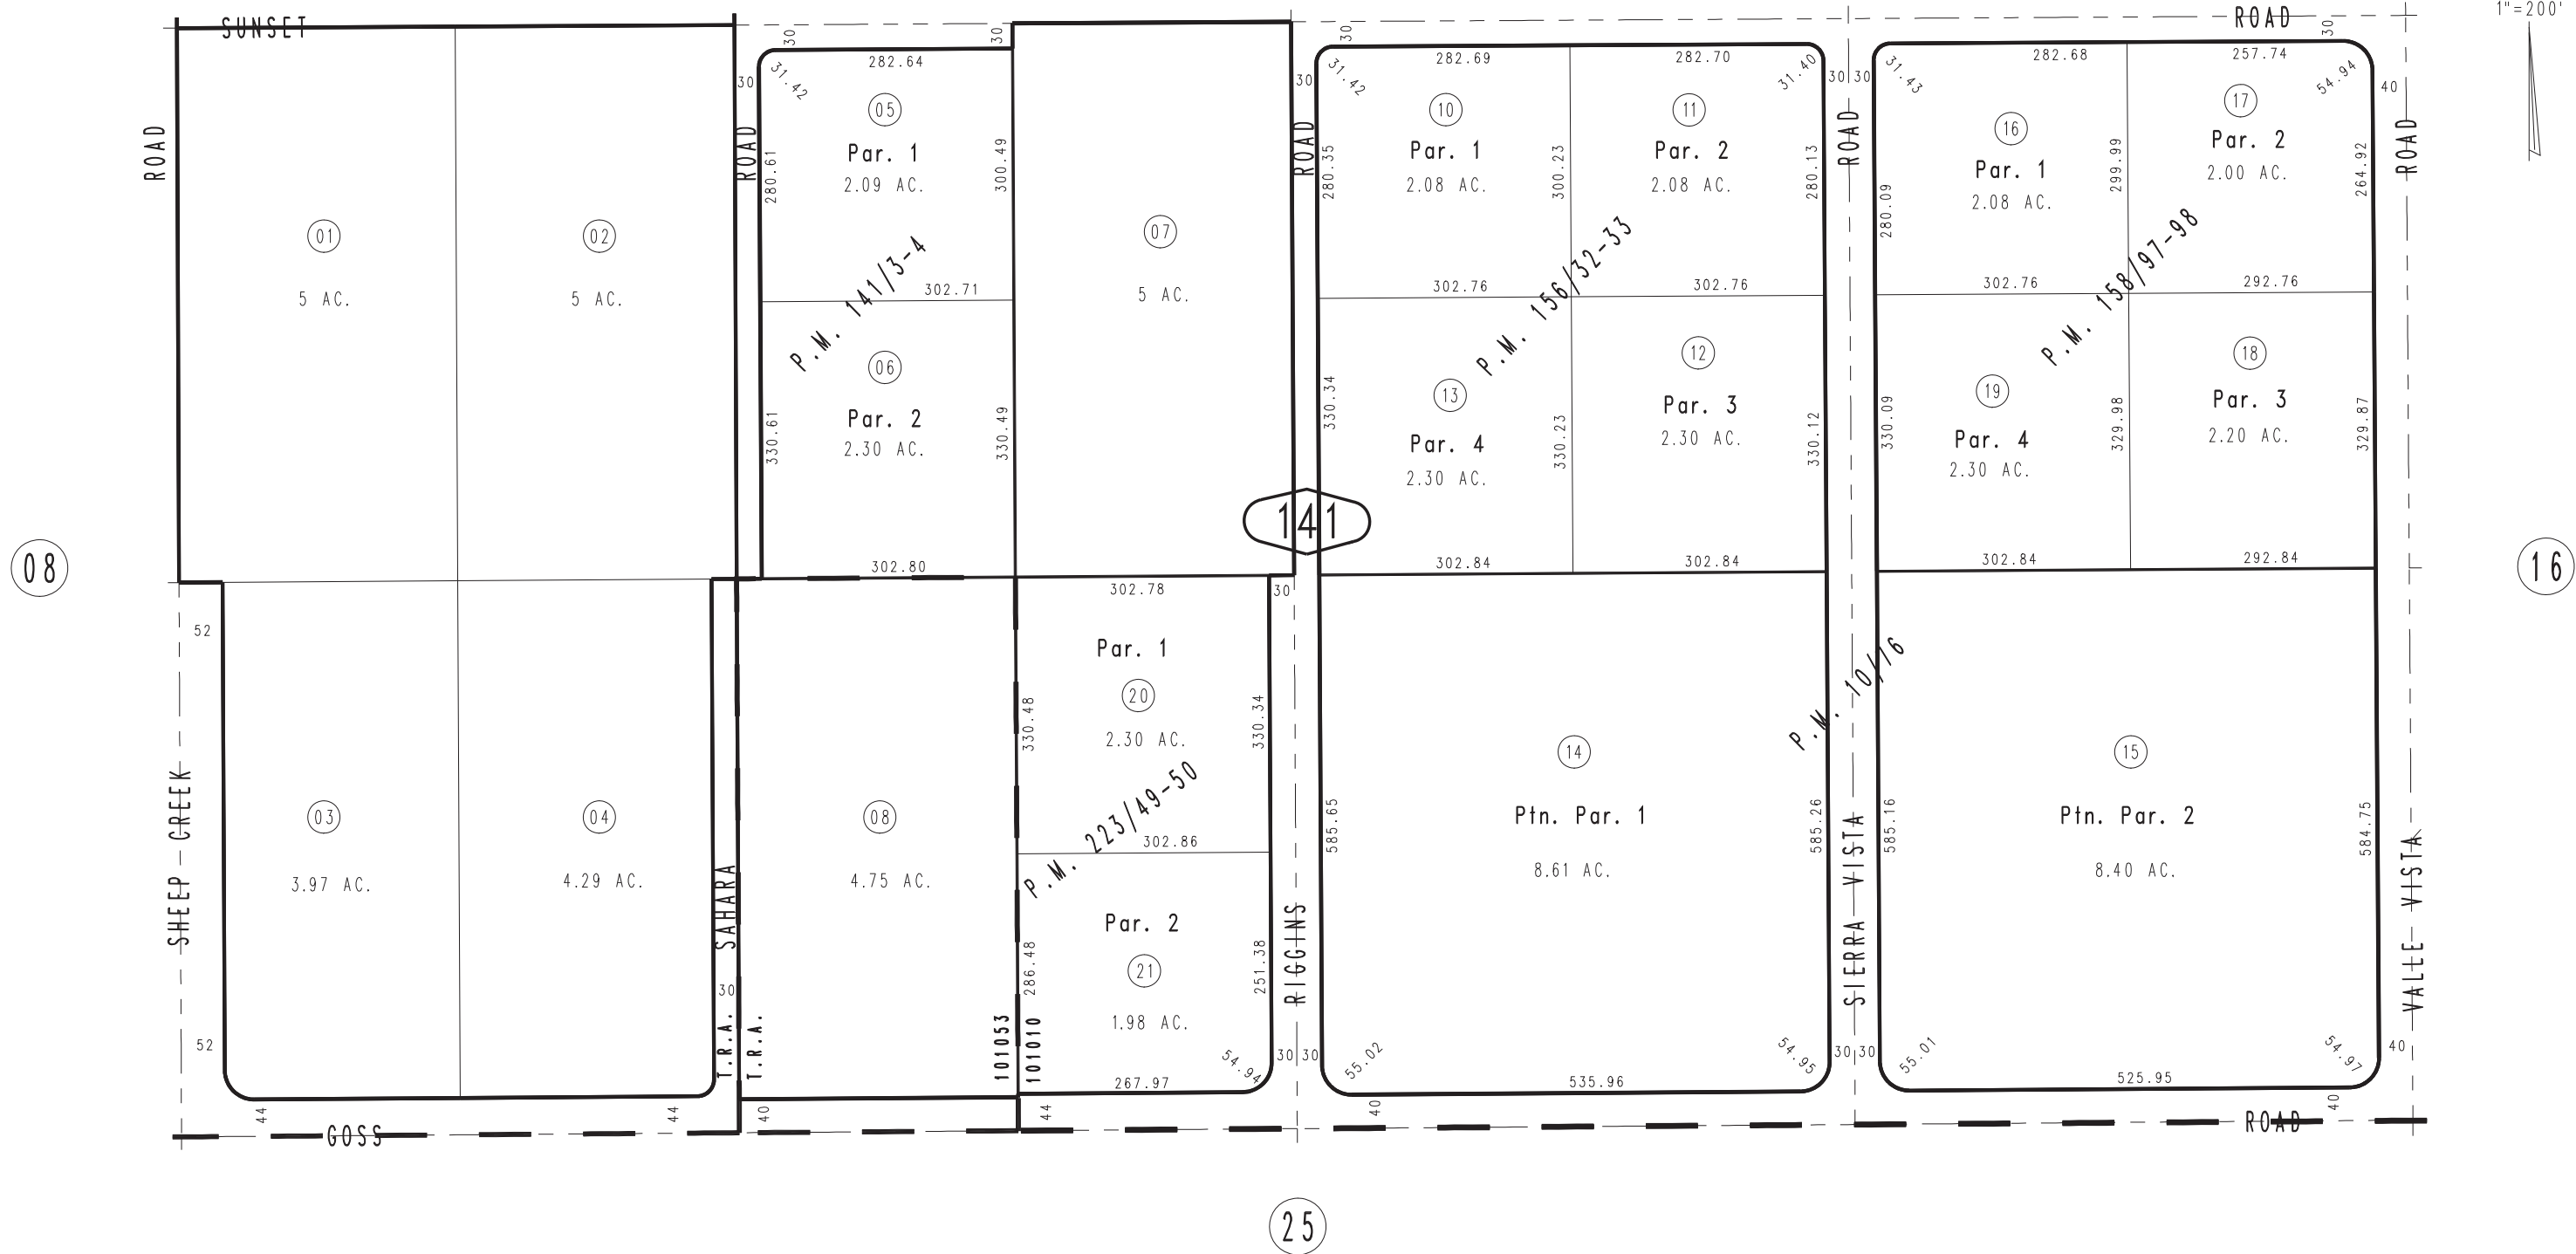 1"=200'
SUNSET
ROAD
30
30
30
30
ROAD
ROAD
ROAD
ROAD
ROAD
30
30
30 30
40
01
5 AC.
02
5 AC.
31.42
282.64
05
Par. 1
2.09 AC.
280.61
300.49
302.71
P.M. 141/3-4
06
Par. 2
2.30 AC.
330.61
330.49
302.80
07
5 AC.
31.42
282.69
10
Par. 1
2.08 AC.
280.35
300.23
302.76
282.70
31.40
11
Par. 2
2.08 AC.
280.13
302.76
P.M. 156/32-33
13
Par. 4
2.30 AC.
330.34
330.23
302.84
12
Par. 3
2.30 AC.
330.12
302.84
31.43
282.68
16
Par. 1
2.08 AC.
280.09
299.99
302.76
257.74
54.94
17
Par. 2
2.00 AC.
264.92
292.76
P.M. 158/97-98
19
Par. 4
2.30 AC.
330.09
329.98
302.84
18
Par. 3
2.20 AC.
329.87
292.84
141
08
16
52
52
SHEEP CREEK
03
3.97 AC.
04
4.29 AC.
SAHARA
30
T.R.A.
T.R.A.
08
4.75 AC.
101053
101010
302.78
30
Par. 1
20
2.30 AC.
330.48
330.34
302.86
P.M. 223/49-50
Par. 2
21
1.98 AC.
286.48
251.38
54.94
267.97
RIGGINS
30 30
14
Ptn. Par. 1
8.61 AC.
585.65
585.26
55.02
54.95
535.96
P.M. 10/16
SIERRA VISTA
30 30
15
Ptn. Par. 2
8.40 AC.
585.16
584.75
55.01
54.97
525.95
VALLE VISTA
40
44
44
40
44
40
40
GOSS
ROAD
25